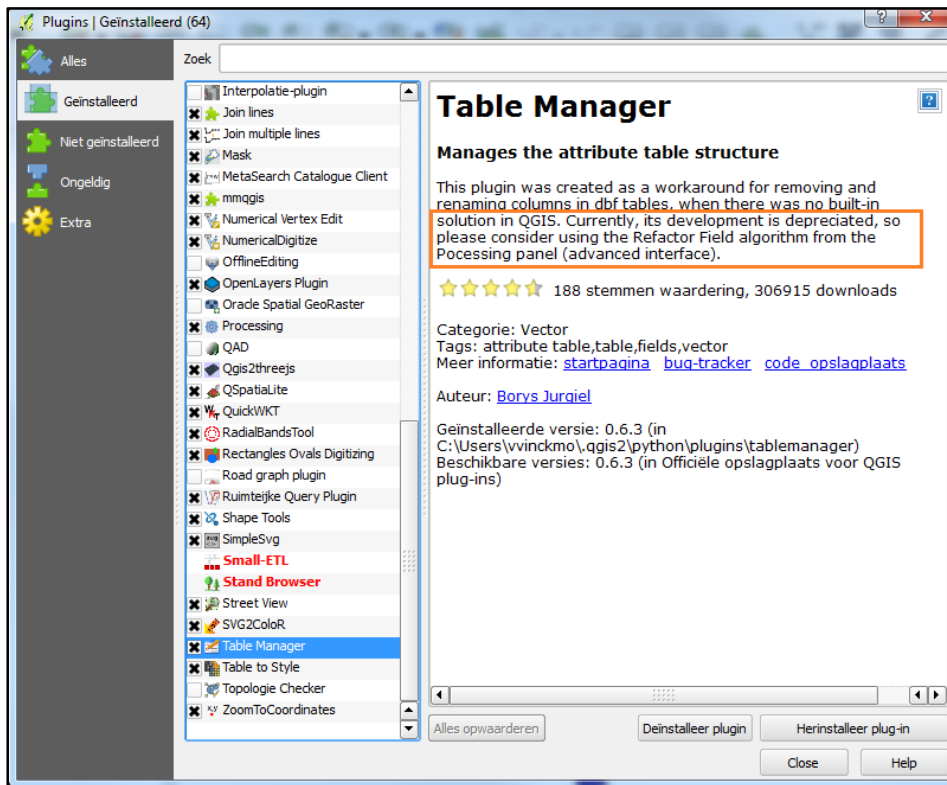 Plugins | Geïnstalleerd (64)
Alles
Geïnstalleerd
Niet geïnstalleerd
Ongeldig
Extra
Zoek
Interpolatie-plugin
Join lines
Join multiple lines
Mask
MetaSearch Catalogue Client
mmqgis
Numerical Vertex Edit
NumericalDigitize
OfflineEditing
OpenLayers Plugin
Oracle Spatial GeoRaster
Processing
QAD
Qgis2threejs
QSpatiaLite
QuickWKT
RadialBandsTool
Rectangles Ovals Digitizing
Road graph plugin
Ruimteijke Query Plugin
Shape Tools
SimpleSvg
Small-ETL
Stand Browser
Street View
SVG2ColoR
Table Manager
Table to Style
Topologie Checker
ZoomToCoordinates
Table Manager
Manages the attribute table structure
This plugin was created as a workaround for removing and
renaming columns in dbf tables, when there was no built-in
solution in QGIS. Currently, its development is depreciated, so
please consider using the Refactor Field algorithm from the
Pocessing panel (advanced interface).
188 stemmen waardering, 306915 downloads
Categorie: Vector
Tags: attribute table,table,fields,vector
Meer informatie: startpagina bug-tracker code_opslagplaats
Auteur: Borys Jurgiel
Geïnstalleerde versie: 0.6.3 (in
C:\Users\vvinckmo\.qgis2\python\plugins\tablemanager)
Beschikbare versies: 0.6.3 (in Officiële opslagplaats voor QGIS
plug-ins)
Alles opwaarderen
Deïnstalleer plugin
Herinstalleer plug-in
Close
Help